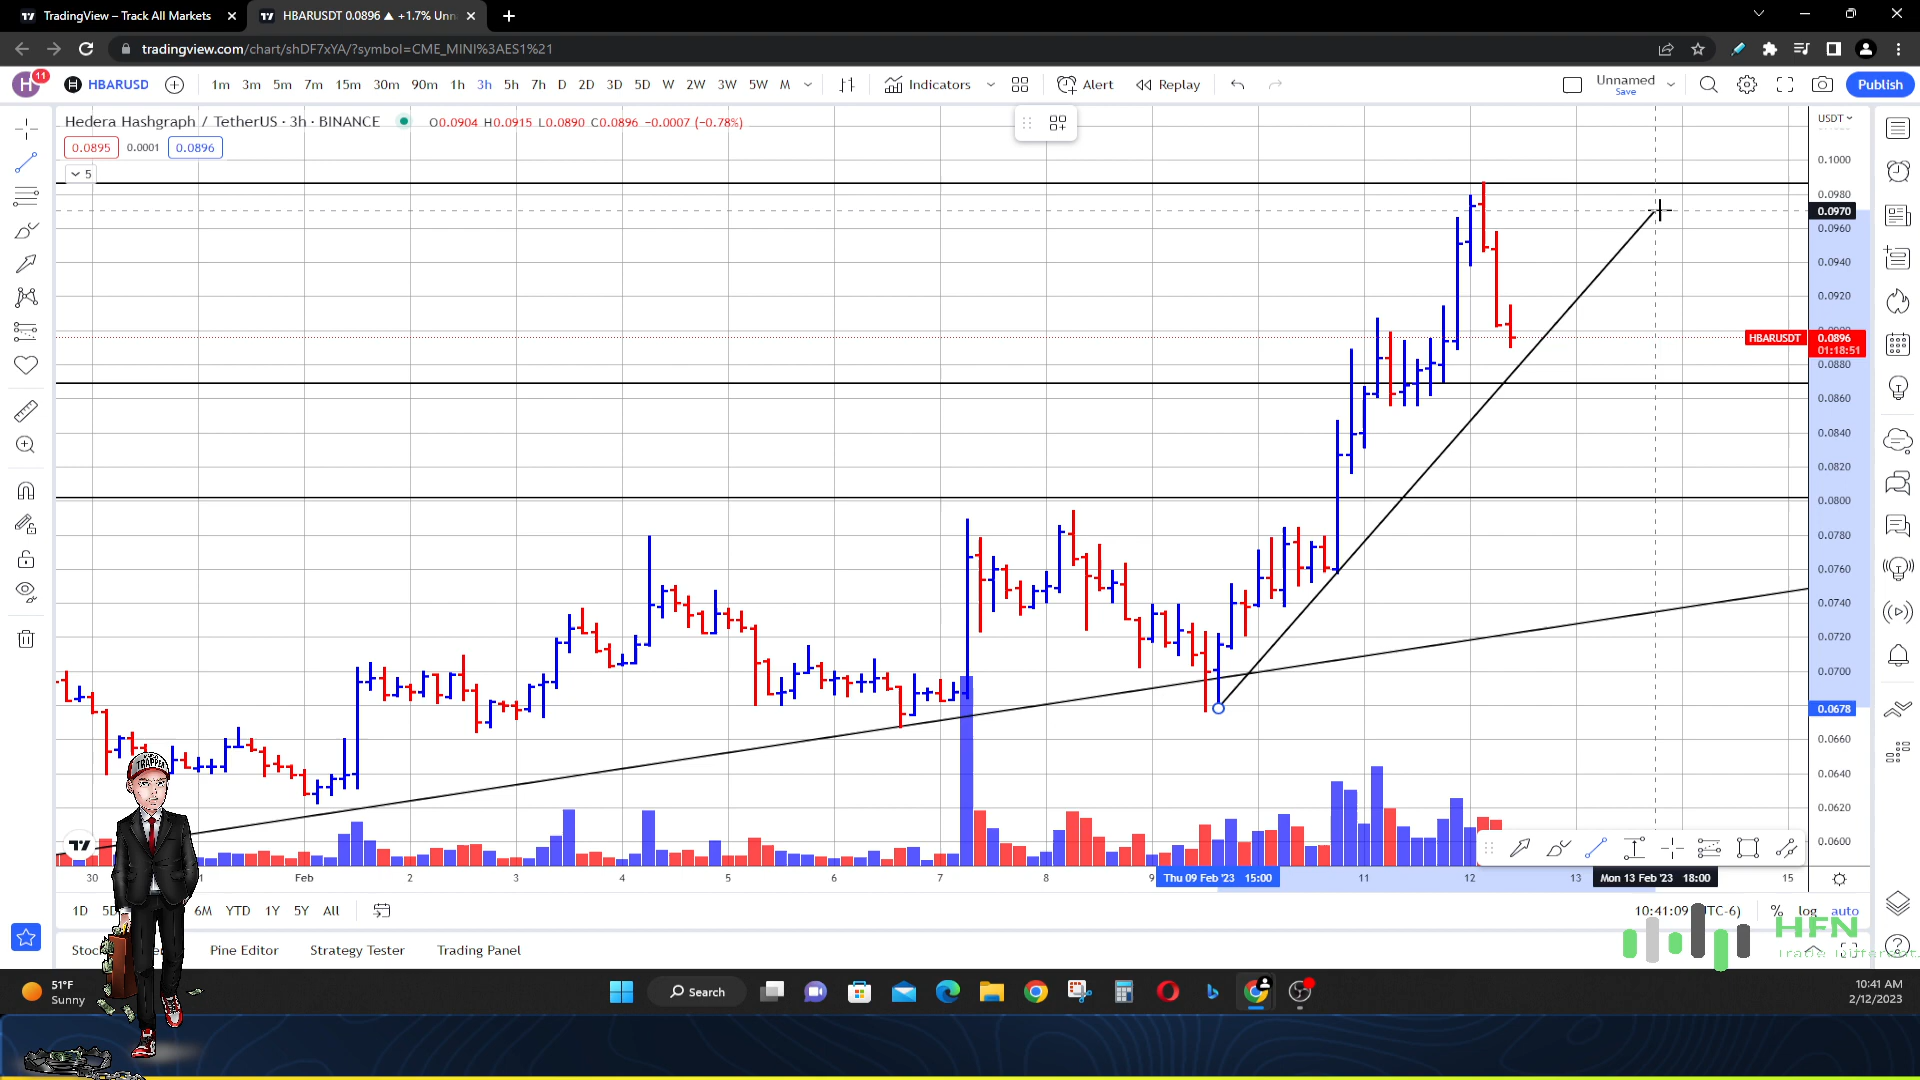 TradingView – Track All Markets
HBARUSDT 0.0896 ▲ +1.7% Unn
tradingview.com/chart/shDF7xYA/?symbol=CME_MINI%3AES1%21
H 11 HBARUSD 1m 3m 5m 7m 15m 30m 90m 1h 3h 5h 7h D 2D 3D 5D W 2W 3W 5W M Indicators Alert Replay Unnamed Save Publish
Hedera Hashgraph / TetherUS · 3h · BINANCE O0.0904 H0.0915 L0.0890 C0.0896 −0.0007 (−0.78%)
USDT
0.0895 0.0001 0.0896
5
0.1000
0.0980
0.0970
0.0960
0.0940
0.0920
HBARUSDT 0.0896
01:18:51
0.0880
0.0860
0.0840
0.0820
0.0800
0.0780
0.0760
0.0740
0.0720
0.0700
0.0678
0.0660
0.0640
0.0620
0.0600
TRAPPER
30 Feb 2 3 4 5 6 7 8 9 Thu 09 Feb '23 15:00 11 12 13 Mon 13 Feb '23 18:00 15
1D 5D 6M YTD 1Y 5Y All 10:41:09 TC-6) % log auto
Stoc Pine Editor Strategy Tester Trading Panel
HFN
Trade Different
51°F
Sunny
Search
10:41 AM
2/12/2023